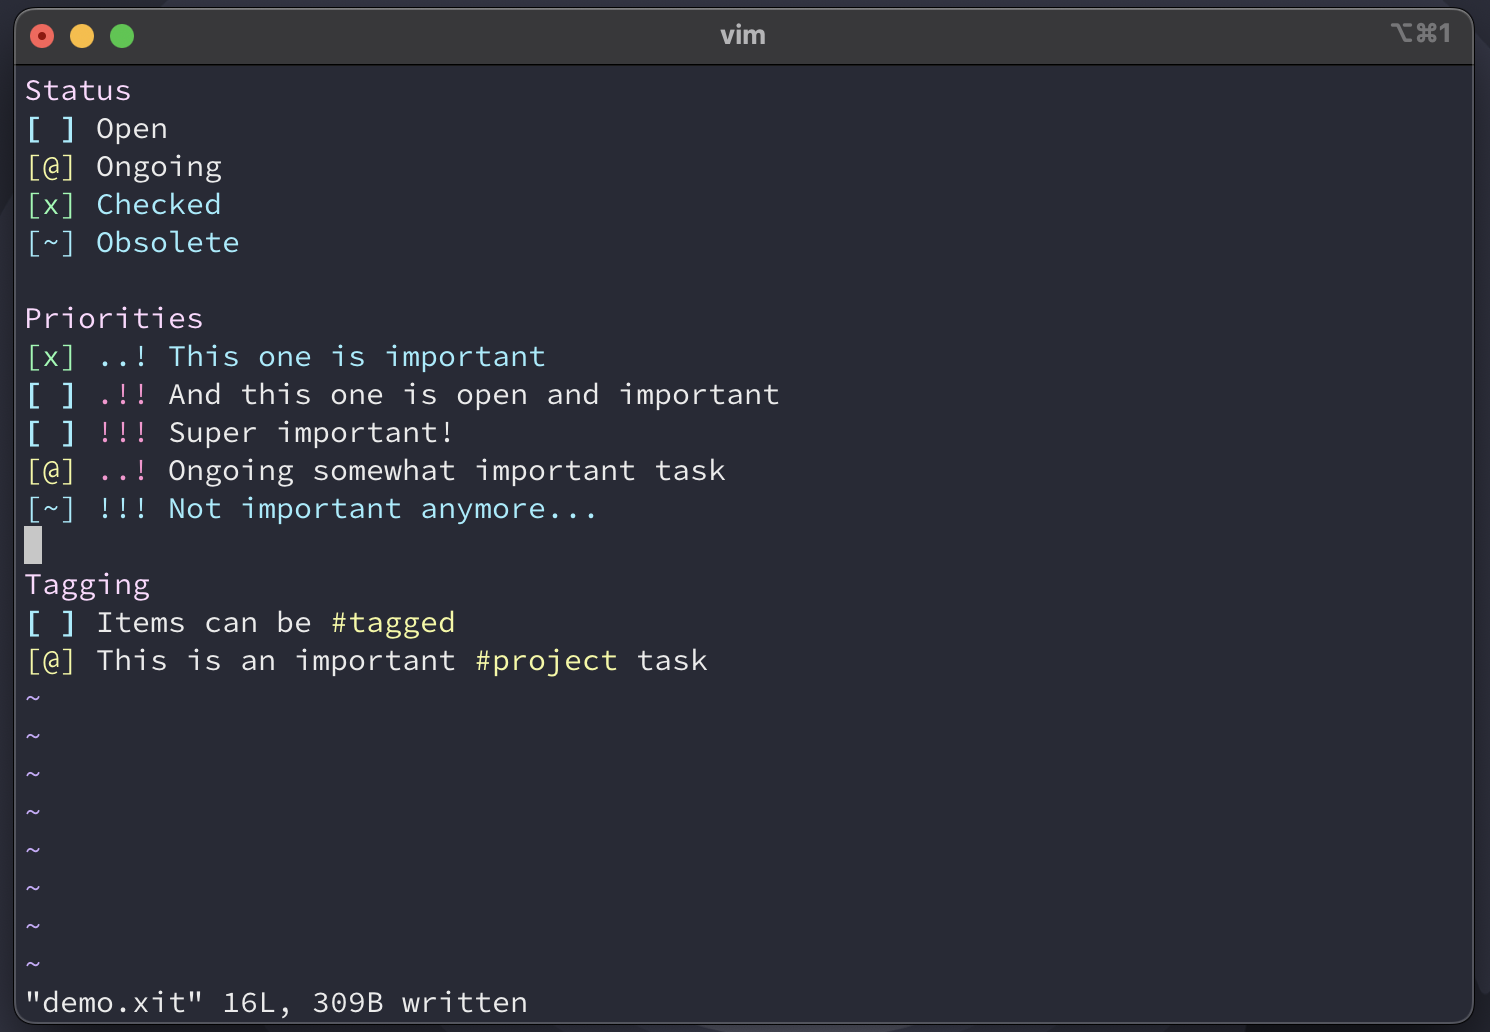 vim
⌥⌘1
Status
[ ] Open
[@] Ongoing
[x] Checked
[~] Obsolete
Priorities
[x] ..! This one is important
[ ] .!! And this one is open and important
[ ] !!! Super important!
[@] ..! Ongoing somewhat important task
[~] !!! Not important anymore...
Tagging
[ ] Items can be #tagged
[@] This is an important #project task
~
~
~
~
~
~
~
~
"demo.xit" 16L, 309B written